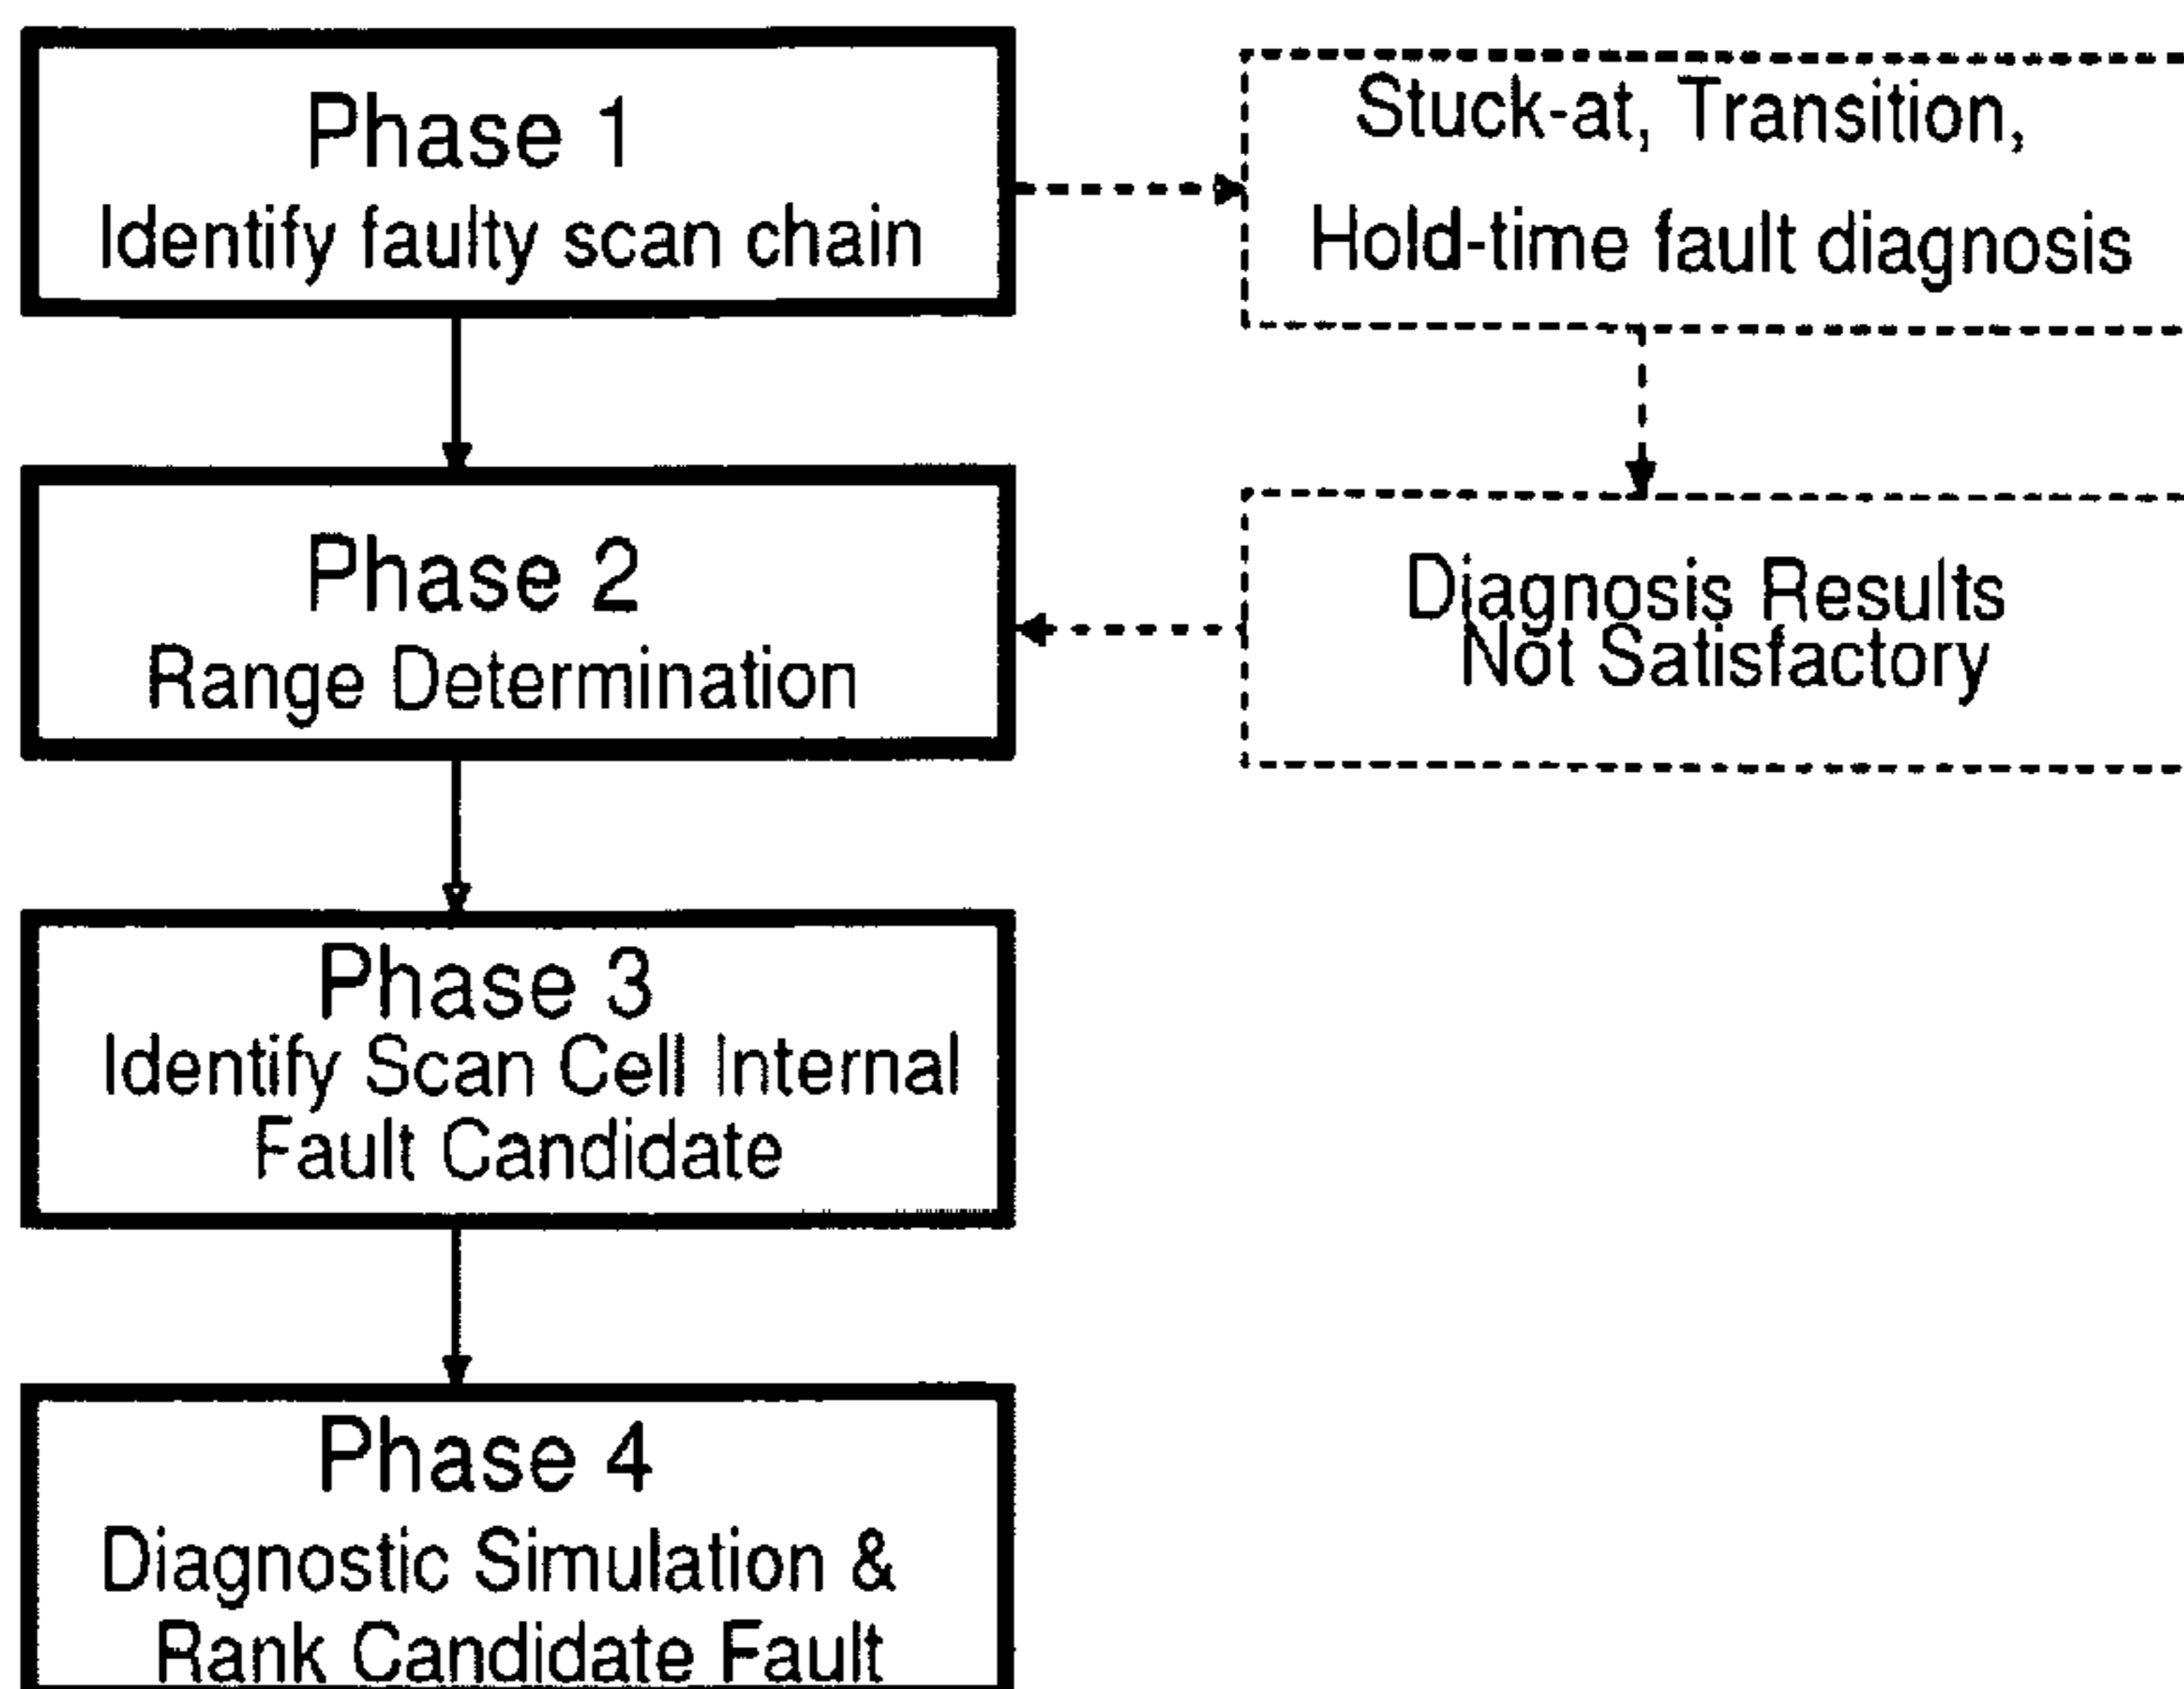 Phase 1
Identify faulty scan chain
Stuck-at, Transition,
Hold-time fault diagnosis
Phase 2
Range Determination
Diagnosis Results
Not Satisfactory
Phase 3
Identify Scan Cell Internal
Fault Candidate
Phase 4
Diagnostic Simulation &
Rank Candidate Fault